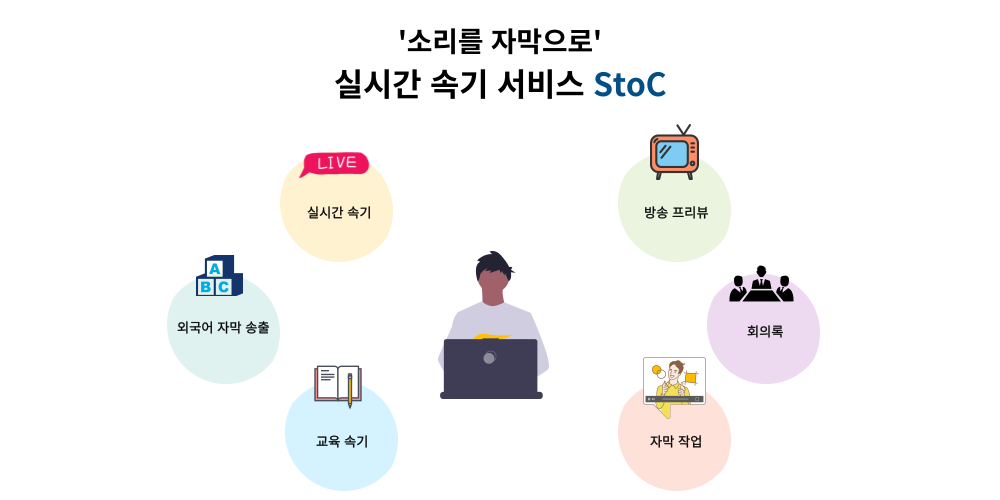 '소리를 자막으로'
실시간 속기 서비스 StoC
LIVE
실시간 속기
방송 프리뷰
A
B C
외국어 자막 송출
회의록
교육 속기
자막 작업